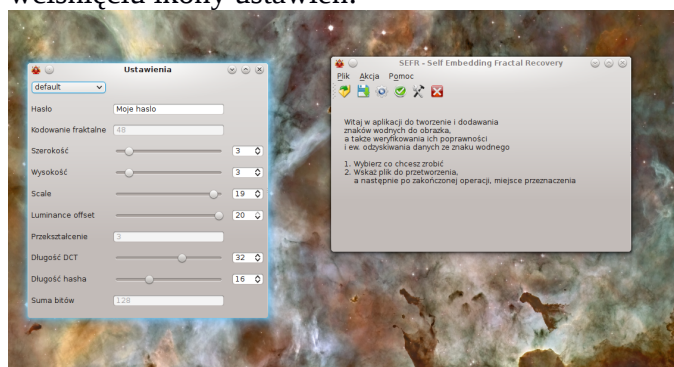 wciśnięciu ikony ustawień.
Ustawienia
default
Hasło
Moje haslo
Kodowanie fraktalne
48
Szerokość
3
Wysokość
3
Scale
19
Luminance offset
20
Przekształcenie
3
Długość DCT
32
Długość hasha
16
Suma bitów
128
SEFR - Self Embedding Fractal Recovery
Plik Akcja Pomoc
Witaj w aplikacji do tworzenie i dodawania
znaków wodnych do obrazka,
a także weryfikowania ich poprawności
i ew. odzyskiwania danych ze znaku wodnego
1. Wybierz co chcesz zrobić
2. Wskaż plik do przetworzenia,
a następnie po zakończonej operacji, miejsce przeznaczenia